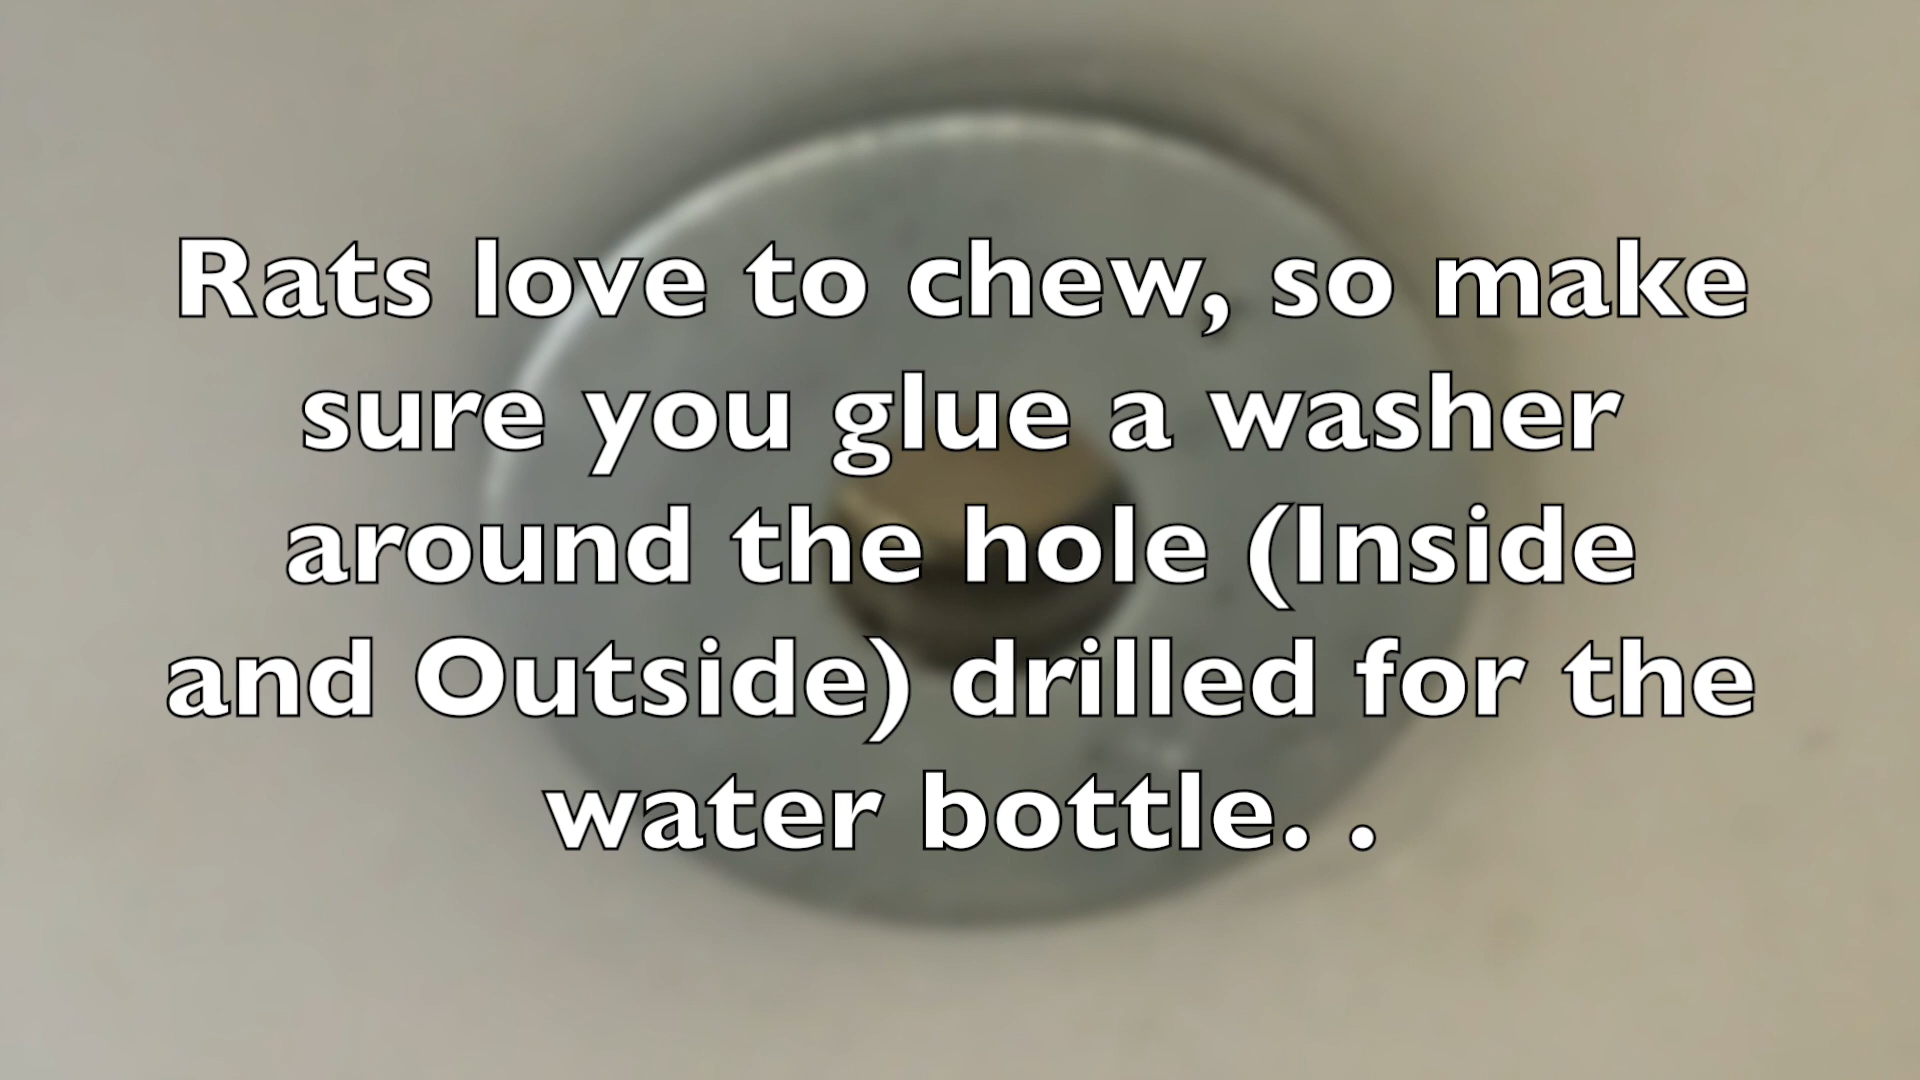 Rats love to chew, so make
sure you glue a washer
around the hole (Inside
and Outside) drilled for the
water bottle. .